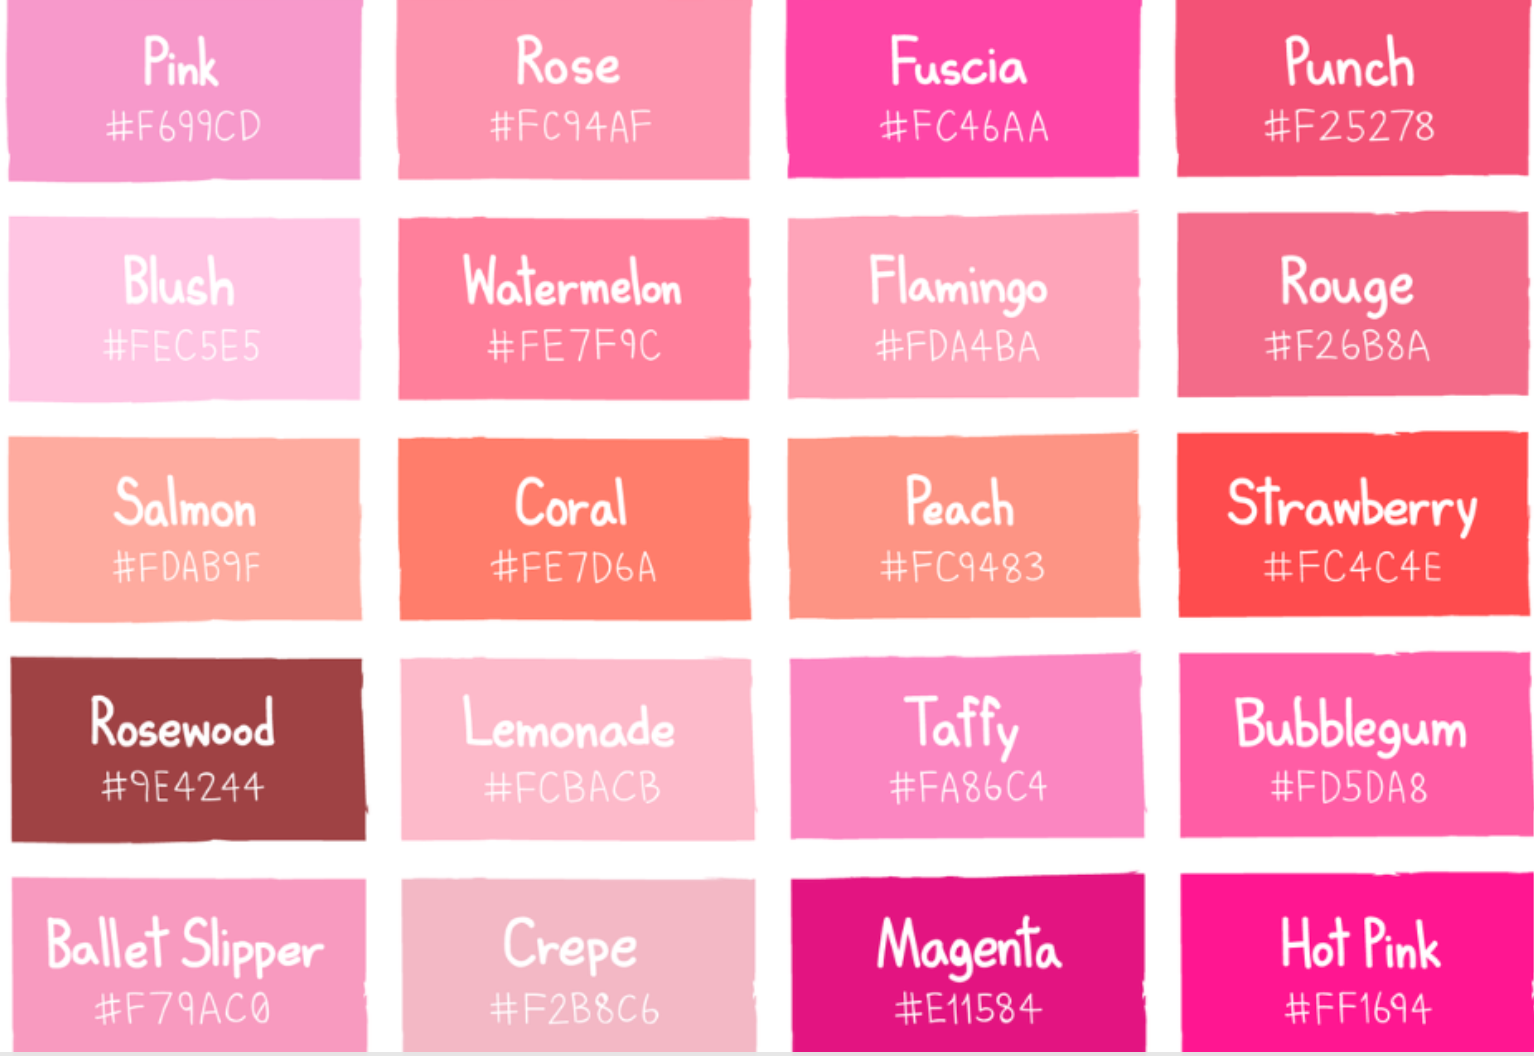 Pink
#F699CD
Rose
#FC94AF
Fuscia
#FC46AA
Punch
#F25278
Blush
#FEC5E5
Watermelon
#FE7F9C
Flamingo
#FDA4BA
Rouge
#F26B8A
Salmon
#FDAB9F
Coral
#FE7D6A
Peach
#FC9483
Strawberry
#FC4C4E
Rosewood
#9E4244
Lemonade
#FCBACB
Taffy
#FA86C4
Bubblegum
#FD5DA8
Ballet Slipper
#F79AC0
Crepe
#F2B8C6
Magenta
#E11584
Hot Pink
#FF1694